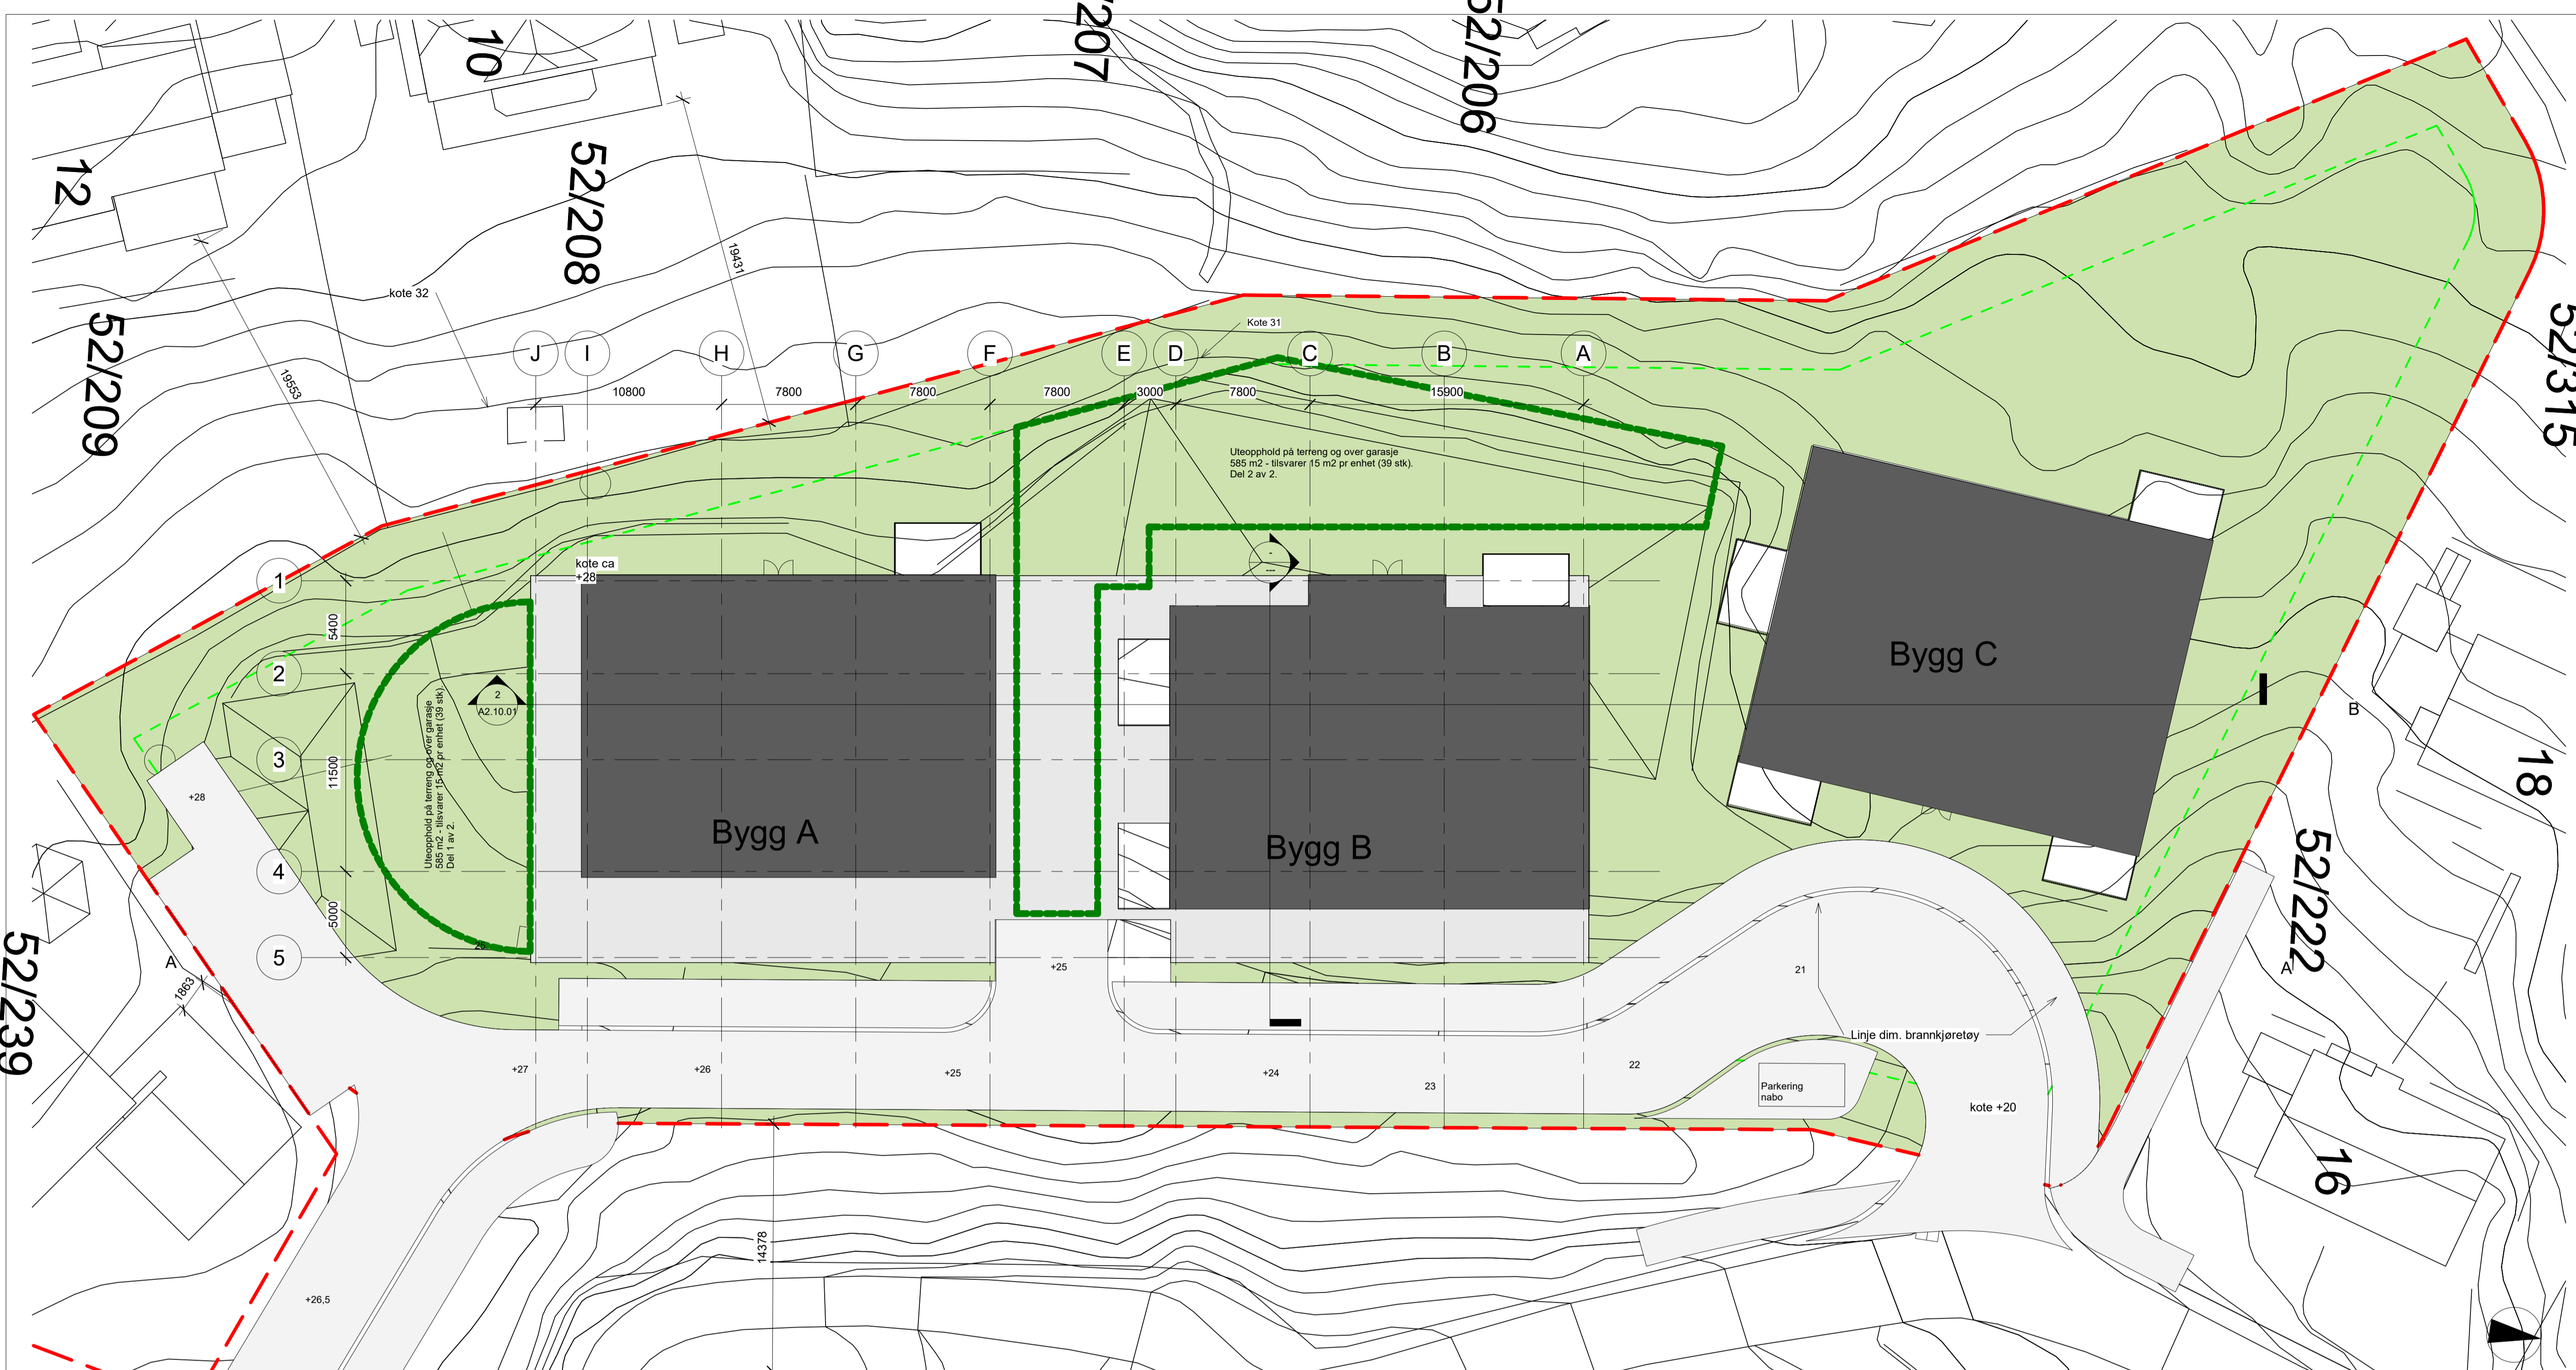 10
52/207
52/206
12
52/208
19431
kote 32
Kote 31
52/209
19553
52/315
J
I
H
G
F
E
D
C
B
A
10800
7800
7800
7800
3000
7800
15900
Uteopphold på terreng og over garasje
585 m2 - tilsvarer 15 m2 pr enhet (39 stk).
Del 2 av 2.
-
---
kote ca
+28
1
5400
2
2
A2.10.01
Uteopphold på terreng og over garasje
585 m2 - tilsvarer 15 m2 pr enhet (39 stk).
Del 1 av 2.
Bygg C
B
3
11500
+28
18
Bygg A
Bygg B
4
5000
26
5
A
1863
+25
21
52/222
A
52/239
Linje dim. brannkjøretøy
+27
+26
+25
+24
23
22
Parkering
nabo
kote +20
16
14378
+26,5